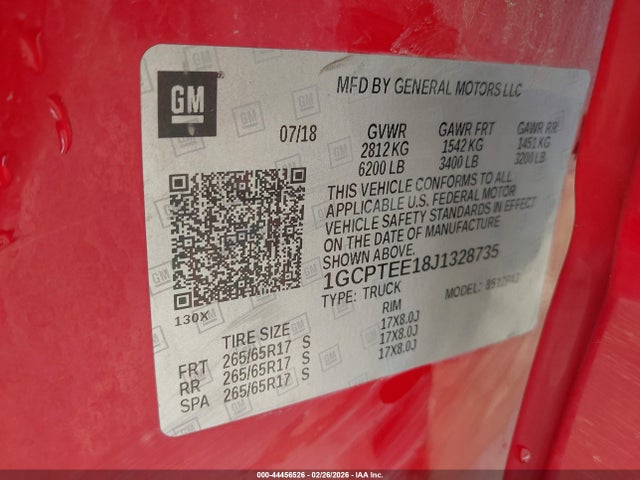 GM
MFD BY GENERAL MOTORS LLC
07/18 GVWR GAWR FRT GAWR RR
2812 KG 1542 KG 1451 KG
6200 LB 3400 LB 3200 LB
THIS VEHICLE CONFORMS TO ALL
APPLICABLE U.S. FEDERAL MOTOR
VEHICLE SAFETY STANDARDS IN EFFECT
ON THE DATE OF MANUFACTURE
SHOWN ABOVE.
1GCPTEE18J1328735
TYPE: TRUCK MODEL:
130X
TIRE SIZE RIM
FRT 265/65R17 S 17X8.0J
RR 265/65R17 S 17X8.0J
SPA 265/65R17 S 17X8.0J
000-44456526 - 02/26/2026 - IAA Inc.